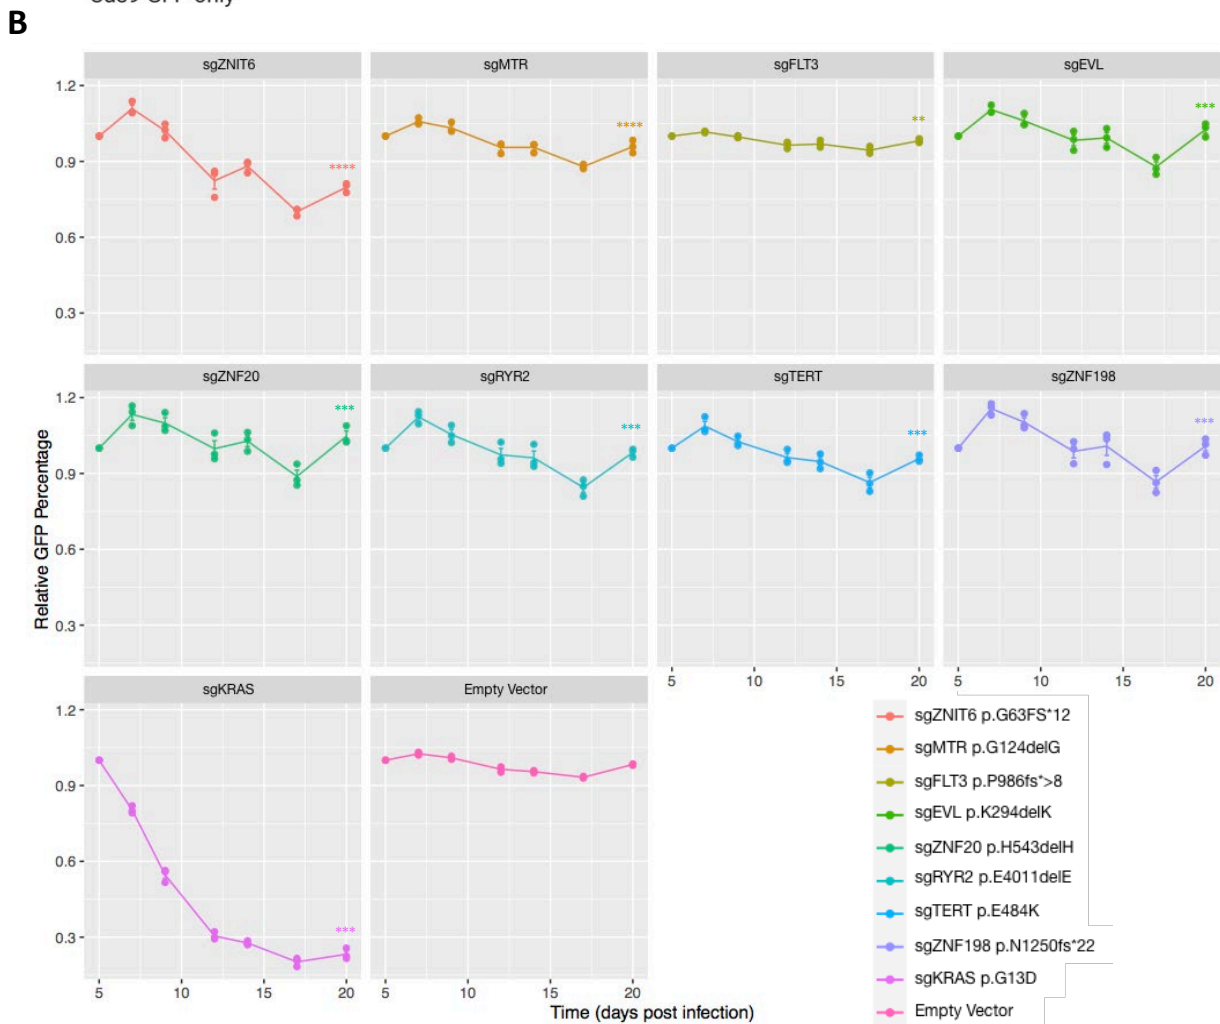 B
sgZNIT6 sgMTR sgFLT3 sgEVL
1.2
0.9
0.6
0.3
**** **** ** ***
sgZNF20 sgRYR2 sgTERT sgZNF198
1.2
0.9
0.6
0.3
*** *** *** ***
5 10 15 20 5 10 15 20
Relative GFP Percentage
sgKRAS Empty Vector
1.2
0.9
0.6
0.3
***
5 10 15 20 5 10 15 20
Time (days post infection)
sgZNIT6 p.G63FS*12
sgMTR p.G124delG
sgFLT3 p.P986fs*>8
sgEVL p.K294delK
sgZNF20 p.H543delH
sgRYR2 p.E4011delE
sgTERT p.E484K
sgZNF198 p.N1250fs*22
sgKRAS p.G13D
Empty Vector